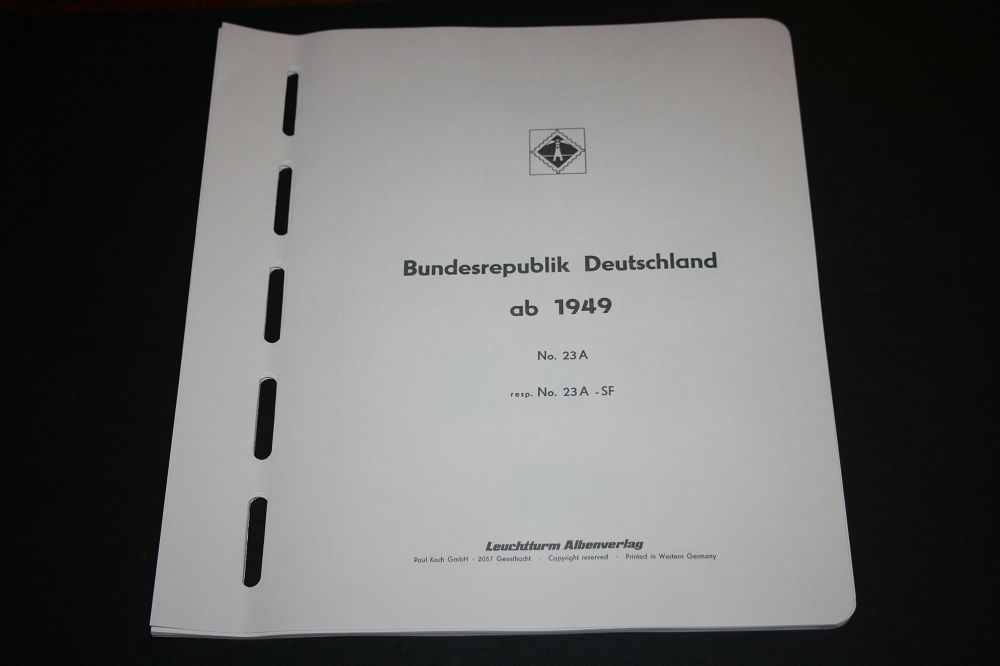 Bundesrepublik Deutschland
ab 1949
No. 23 A
resp. No. 23 A - SF
Leuchtturm Albenverlag
Paul Koch GmbH · 2057 Geesthacht · Copyright reserved · Printed in Western Germany